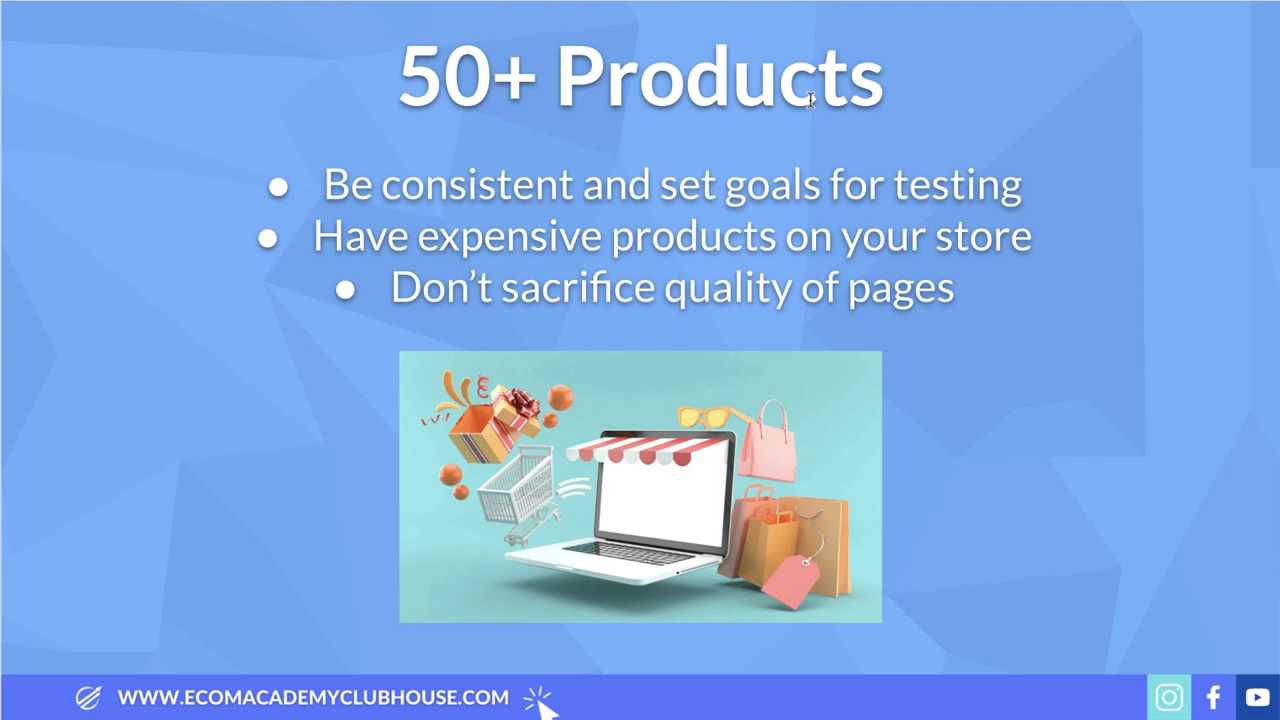 50+ Products
● Be consistent and set goals for testing
● Have expensive products on your store
● Don’t sacrifice quality of pages
WWW.ECOMACADEMYCLUBHOUSE.COM